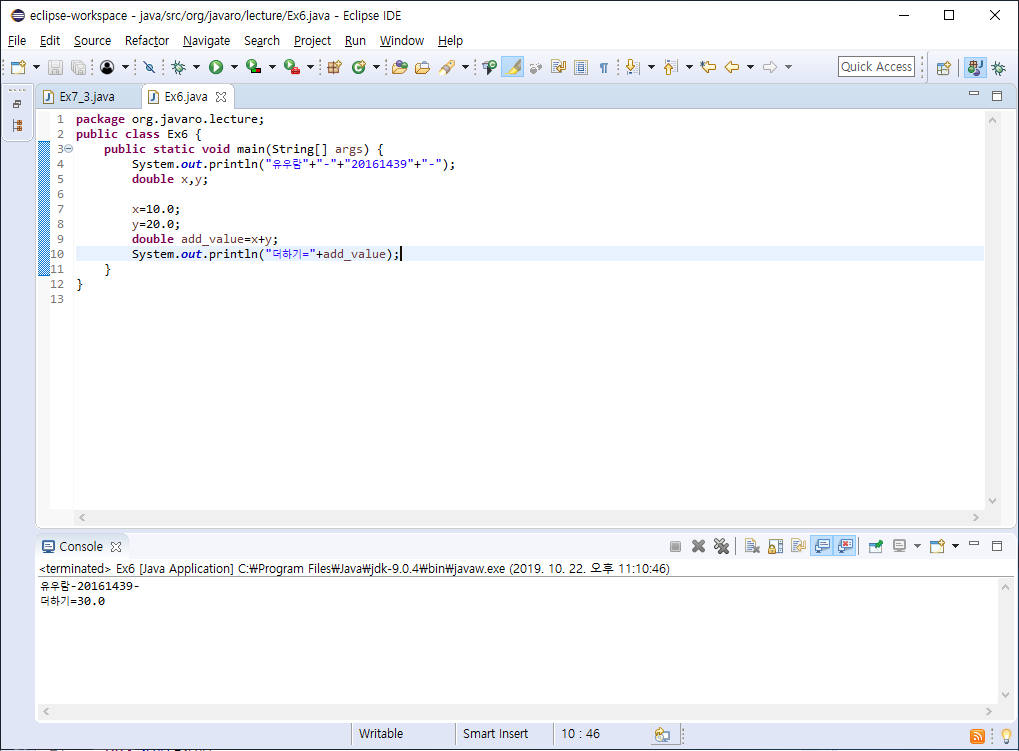 eclipse-workspace - java/src/org/javaro/lecture/Ex6.java - Eclipse IDE
File Edit Source Refactor Navigate Search Project Run Window Help
Quick Access
Ex7_3.java Ex6.java
1 package org.javaro.lecture;
2 public class Ex6 {
3 public static void main(String[] args) {
4 System.out.println("유우람"+"-"+"20161439"+"-");
5 double x,y;
6
7 x=10.0;
8 y=20.0;
9 double add_value=x+y;
10 System.out.println("더하기="+add_value);
11 }
12 }
13
Console
<terminated> Ex6 [Java Application] C:₩Program Files₩Java₩jdk-9.0.4₩bin₩javaw.exe (2019. 10. 22. 오후 11:10:46)
유우람-20161439-
더하기=30.0
Writable Smart Insert 10 : 46